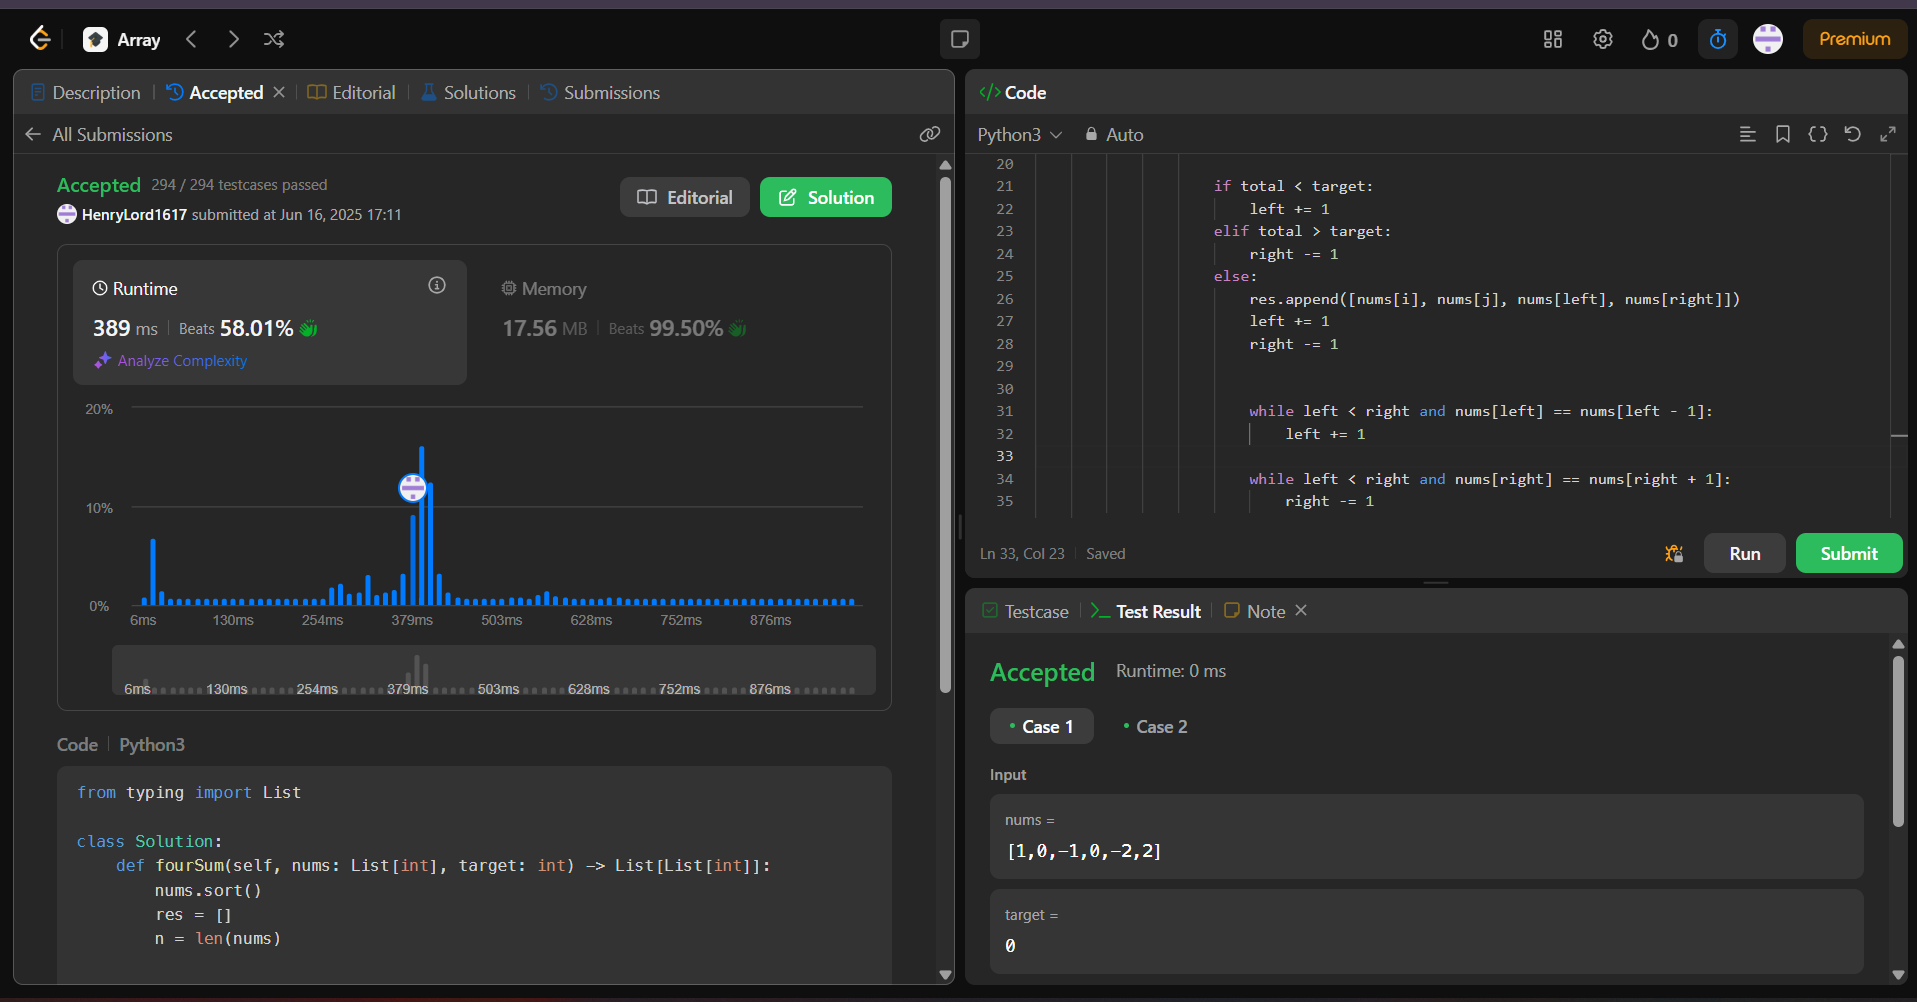 Array
0
Premium
Description
Accepted
Editorial
Solutions
Submissions
All Submissions
Accepted 294 / 294 testcases passed
HenryLord1617 submitted at Jun 16, 2025 17:11
Editorial
Solution
Runtime
389 ms | Beats 58.01%
Analyze Complexity
Memory
17.56 MB | Beats 99.50%
20%
10%
0%
6ms 130ms 254ms 379ms 503ms 628ms 752ms 876ms
6ms 130ms 254ms 379ms 503ms 628ms 752ms 876ms
Code | Python3
from typing import List
class Solution:
    def fourSum(self, nums: List[int], target: int) -> List[List[int]]:
        nums.sort()
        res = []
        n = len(nums)
</> Code
Python3 Auto
20
21 if total < target:
22     left += 1
23 elif total > target:
24     right -= 1
25 else:
26     res.append([nums[i], nums[j], nums[left], nums[right]])
27     left += 1
28     right -= 1
29
30
31     while left < right and nums[left] == nums[left - 1]:
32         left += 1
33
34     while left < right and nums[right] == nums[right + 1]:
35         right -= 1
Ln 33, Col 23 | Saved
Run
Submit
Testcase
Test Result
Note
Accepted Runtime: 0 ms
Case 1
Case 2
Input
nums =
[1,0,-1,0,-2,2]
target =
0